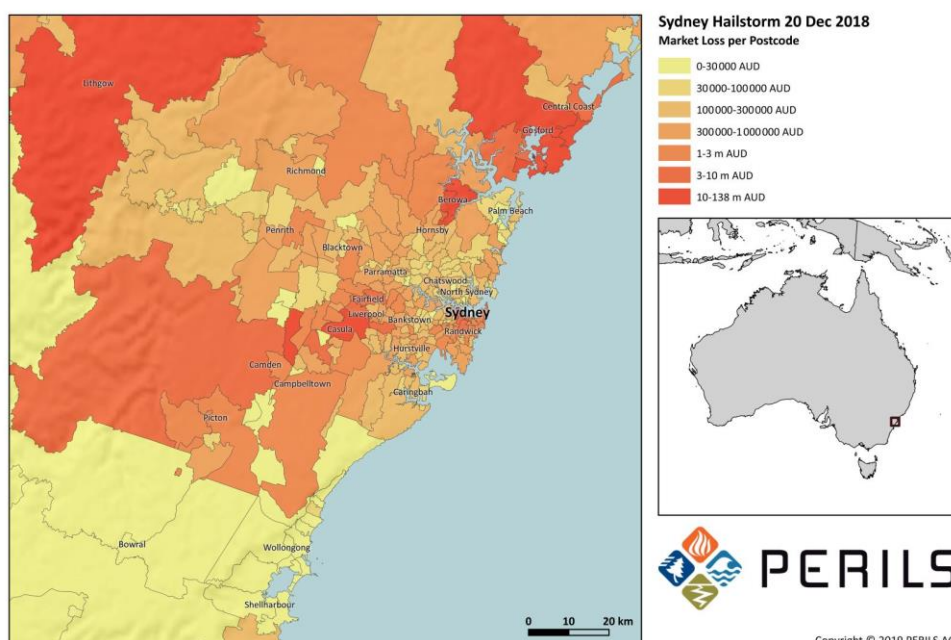 Sydney Hailstorm 20 Dec 2018
Market Loss per Postcode
0-30000 AUD
30000-100000 AUD
100000-300000 AUD
300000-1000000 AUD
1-3 m AUD
3-10 m AUD
10-138 m AUD
Lithgow
Central Coast
Gosford
Richmond
Berowa
Palm Beach
Penrith
Hornsby
Blacktown
Parramatta
Chatswood
North Sydney
Fairfield
Liverpool
Sydney
Bankstown
Casula
Randwick
Hurstville
Camden
Campbelltown
Caringbah
Picton
Bowral
Wollongong
Shellharbour
0 10 20 km
PERILS
Copyright © 2019 PERILS AG